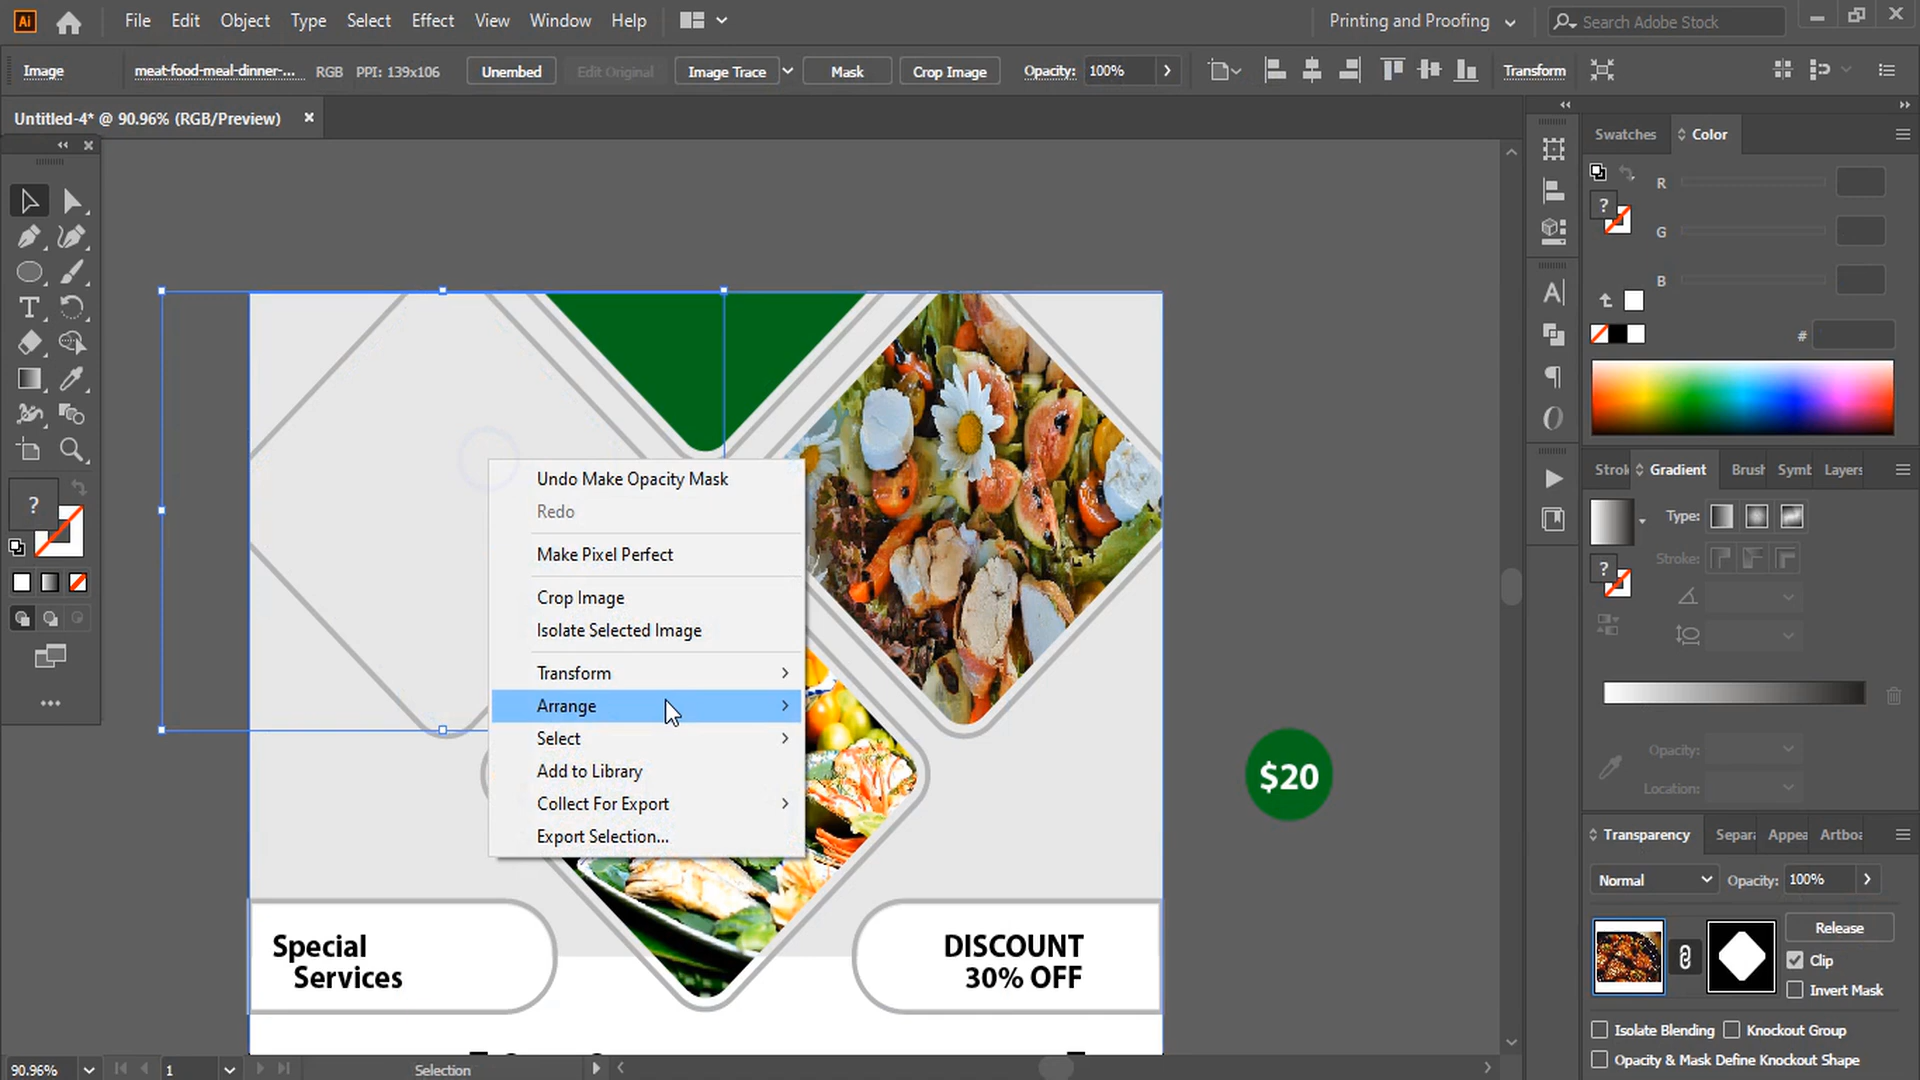 Ai File Edit Object Type Select Effect View Window Help Printing and Proofing Search Adobe Stock
Image meat-food-meal-dinner-... RGB PPI: 139x106 Unembed Edit Original Image Trace Mask Crop Image Opacity: 100% Transform
Untitled-4* @ 90.96% (RGB/Preview)
Swatches Color
R
G
B
#
Undo Make Opacity Mask
Redo
Make Pixel Perfect
Crop Image
Isolate Selected Image
Transform
Arrange
Select
Add to Library
Collect For Export
Export Selection...
$20
Special
Services
DISCOUNT
30% OFF
Strok Gradient Brush Symb Layers
Type:
Stroke:
Opacity:
Location:
Transparency Separa Appea Artboa
Normal Opacity: 100%
Release
Clip
Invert Mask
Isolate Blending Knockout Group
Opacity & Mask Define Knockout Shape
90.96% 1 Selection